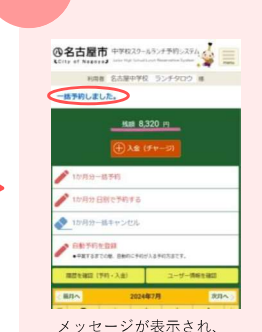 名古屋市 中学校スクールランチ予約システム
City of Nagoya
menu
利用者 名古屋中学校 ランチタロウ 様
一括予約しました。
残額 8,320 円
入金（チャージ）
1か月分一括予約
1か月分日別で予約する
1か月分一括キャンセル
自動予約を登録
履歴を確認（予約・入金）
ユーザー情報を確認
前月へ
2024年7月
次月へ
メッセージが表示され、